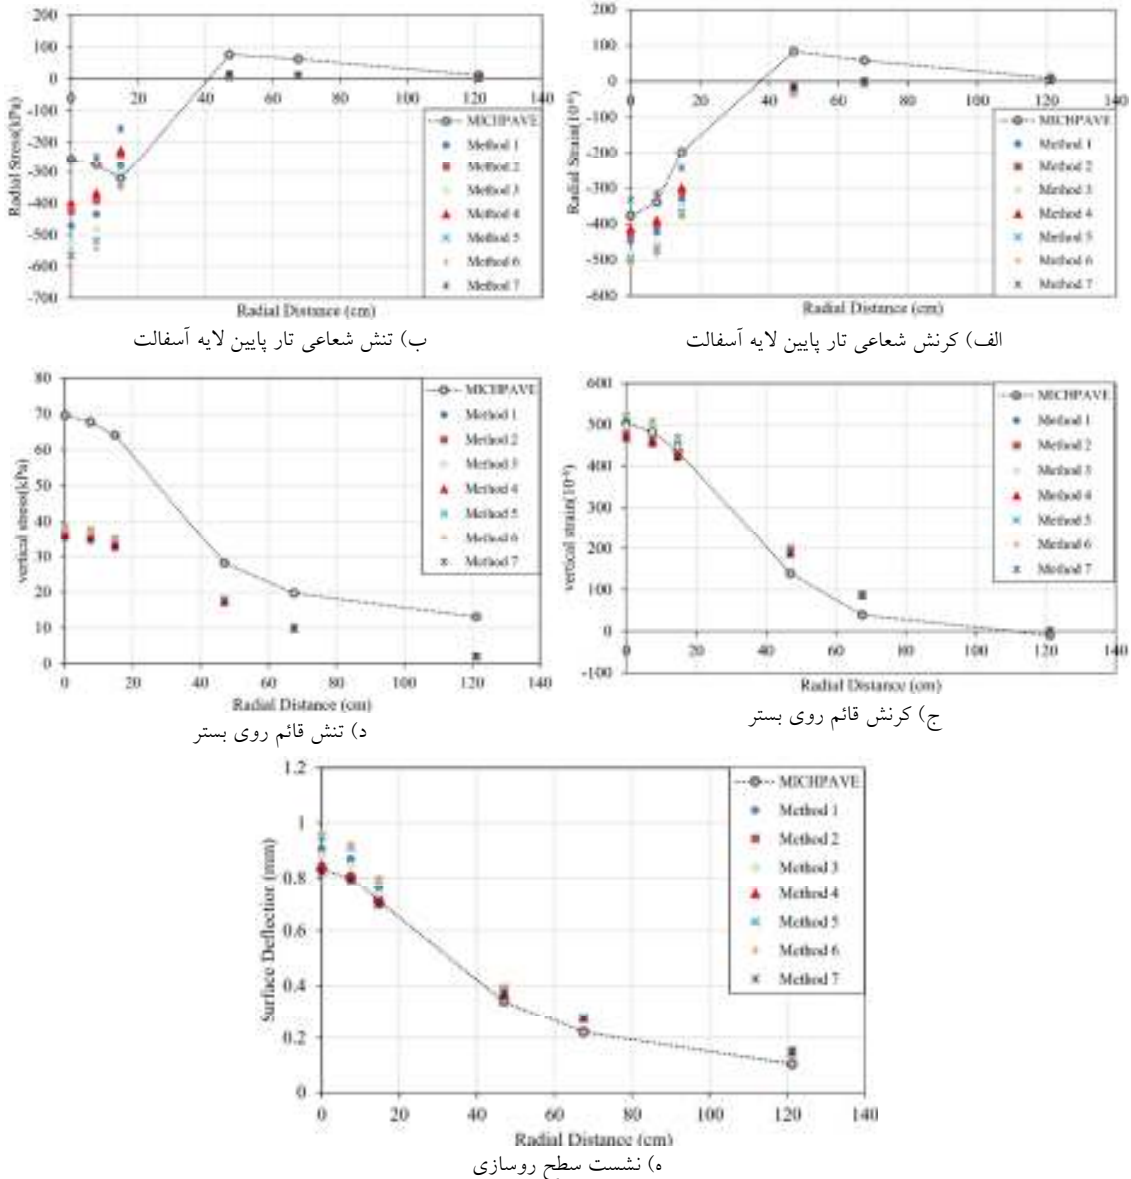 200
100
0
-100
-200
-300
-400
-500
-600
-700
0 20 40 60 80 100 120 140
Radial Stress(kPa)
Radial Distance (cm)
MICHPAVE
Method 1
Method 2
Method 3
Method 4
Method 5
Method 6
Method 7
ب) تنش شعاعی تار پایین لایه آسفالت
200
100
0
-100
-200
-300
-400
-500
-600
0 20 40 60 80 100 120 140
Radial Strain(10⁻⁶)
Radial Distance (cm)
MICHPAVE
Method 1
Method 2
Method 3
Method 4
Method 5
Method 6
Method 7
الف) کرنش شعاعی تار پایین لایه آسفالت
80
70
60
50
40
30
20
10
0
0 20 40 60 80 100 120 140
vertical stress(kPa)
Radial Distance (cm)
MICHPAVE
Method 1
Method 2
Method 3
Method 4
Method 5
Method 6
Method 7
د) تنش قائم روی بستر
600
500
400
300
200
100
0
-100
0 20 40 60 80 100 120 140
vertical strain(10⁻⁶)
Radial Distance (cm)
MICHPAVE
Method 1
Method 2
Method 3
Method 4
Method 5
Method 6
Method 7
ج) کرنش قائم روی بستر
1.2
1
0.8
0.6
0.4
0.2
0
0 20 40 60 80 100 120 140
Surface Deflection (mm)
Radial Distance (cm)
MICHPAVE
Method 1
Method 2
Method 3
Method 4
Method 5
Method 6
Method 7
ه) نشست سطح روسازی